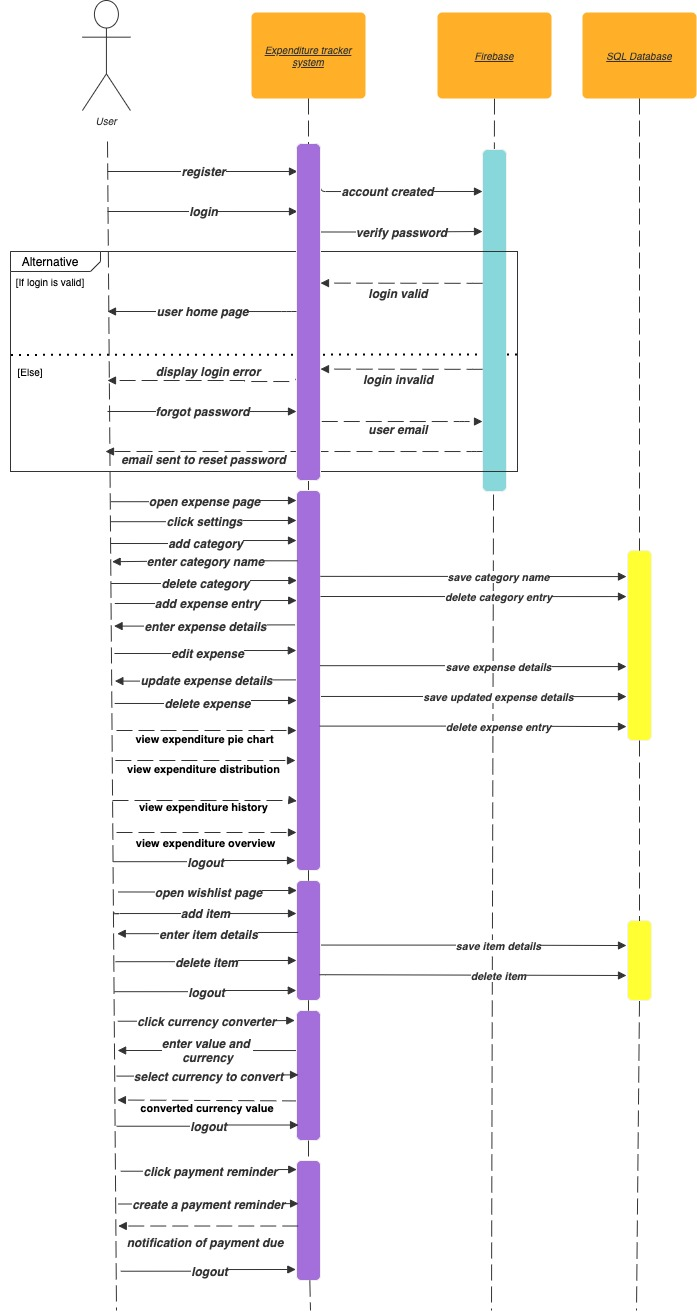 Expenditure tracker
system
Firebase
SQL Database
User
register
account created
login
verify password
Alternative
[If login is valid]
login valid
user home page
[Else]
display login error
login invalid
forgot password
user email
email sent to reset password
open expense page
click settings
add category
enter category name
save category name
delete category
delete category entry
add expense entry
enter expense details
edit expense
save expense details
update expense details
save updated expense details
delete expense
delete expense entry
view expenditure pie chart
view expenditure distribution
view expenditure history
view expenditure overview
logout
open wishlist page
add item
enter item details
save item details
delete item
delete item
logout
click currency converter
enter value and
currency
select currency to convert
converted currency value
logout
click payment reminder
create a payment reminder
notification of payment due
logout